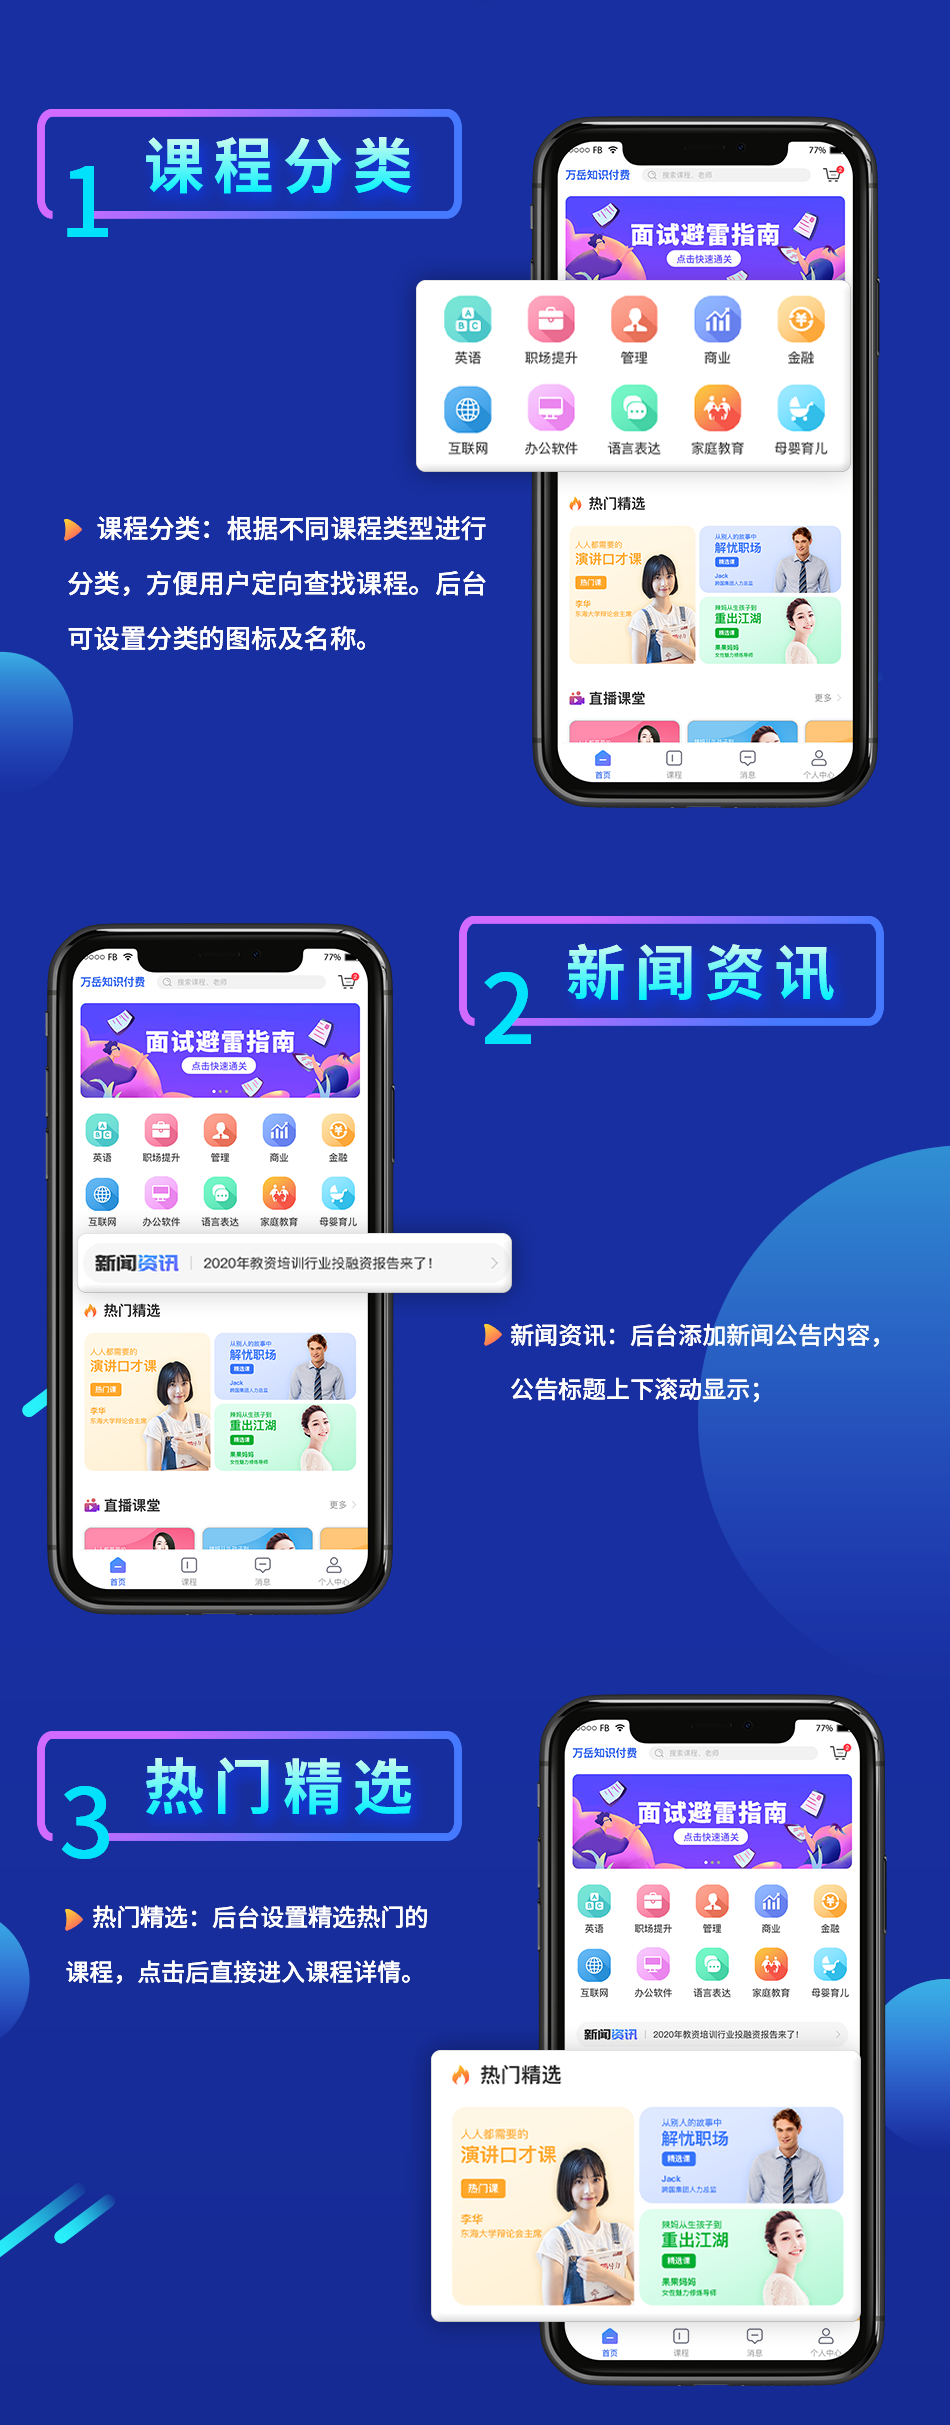 1 课程分类
FB 77%
万岳知识付费 搜索课程、老师 2
面试避雷指南
点击快速通关
英语 职场提升 管理 商业 金融
互联网 办公软件 语言表达 家庭教育 母婴育儿
热门精选
人人都需要的
演讲口才课
热门课
李华
东海大学辩论会主席
从别人的故事中
解忧职场
精选课
Jack
跨国集团人力总监
辣妈从生孩子到
重出江湖
精选课
果果妈妈
女性魅力修炼导师
直播课堂 更多
首页 课程 消息 个人中心
课程分类：根据不同课程类型进行
分类，方便用户定向查找课程。后台
可设置分类的图标及名称。
2 新闻资讯
FB 77%
万岳知识付费 搜索课程、老师 2
面试避雷指南
点击快速通关
英语 职场提升 管理 商业 金融
互联网 办公软件 语言表达 家庭教育 母婴育儿
新闻资讯 2020年教资培训行业投融资报告来了！
热门精选
人人都需要的
演讲口才课
热门课
李华
东海大学辩论会主席
从别人的故事中
解忧职场
精选课
Jack
跨国集团人力总监
辣妈从生孩子到
重出江湖
精选课
果果妈妈
女性魅力修炼导师
直播课堂 更多
首页 课程 消息 个人中心
新闻资讯：后台添加新闻公告内容，
公告标题上下滚动显示；
3 热门精选
热门精选：后台设置精选热门的
课程，点击后直接进入课程详情。
FB 77%
万岳知识付费 搜索课程、老师 2
面试避雷指南
点击快速通关
英语 职场提升 管理 商业 金融
互联网 办公软件 语言表达 家庭教育 母婴育儿
新闻资讯 2020年教资培训行业投融资报告来了！
热门精选
人人都需要的
演讲口才课
热门课
李华
东海大学辩论会主席
从别人的故事中
解忧职场
精选课
Jack
跨国集团人力总监
辣妈从生孩子到
重出江湖
精选课
果果妈妈
女性魅力修炼导师
首页 课程 消息 个人中心